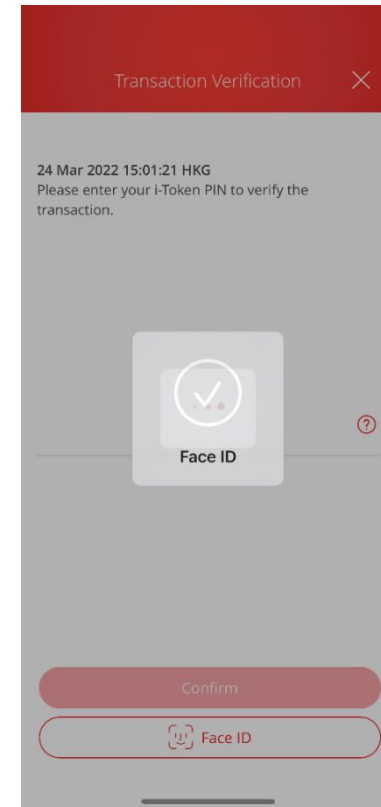 Transaction Verification
24 Mar 2022 15:01:21 HKG
Please enter your i-Token PIN to verify the
transaction.
?
Face ID
Confirm
Face ID